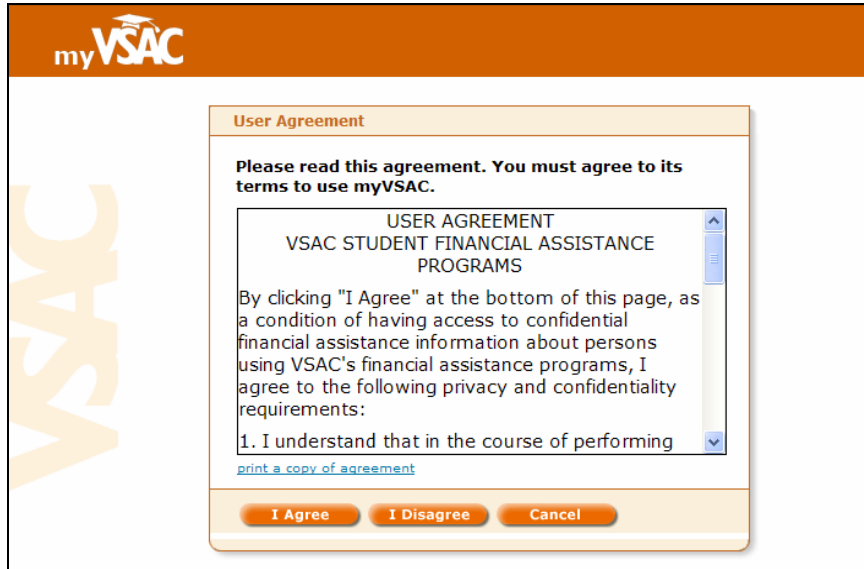 myVSAC
User Agreement
Please read this agreement. You must agree to its
terms to use myVSAC.
USER AGREEMENT
VSAC STUDENT FINANCIAL ASSISTANCE
PROGRAMS
By clicking "I Agree" at the bottom of this page, as
a condition of having access to confidential
financial assistance information about persons
using VSAC's financial assistance programs, I
agree to the following privacy and confidentiality
requirements:
1. I understand that in the course of performing
print a copy of agreement
I Agree I Disagree Cancel
VSAC